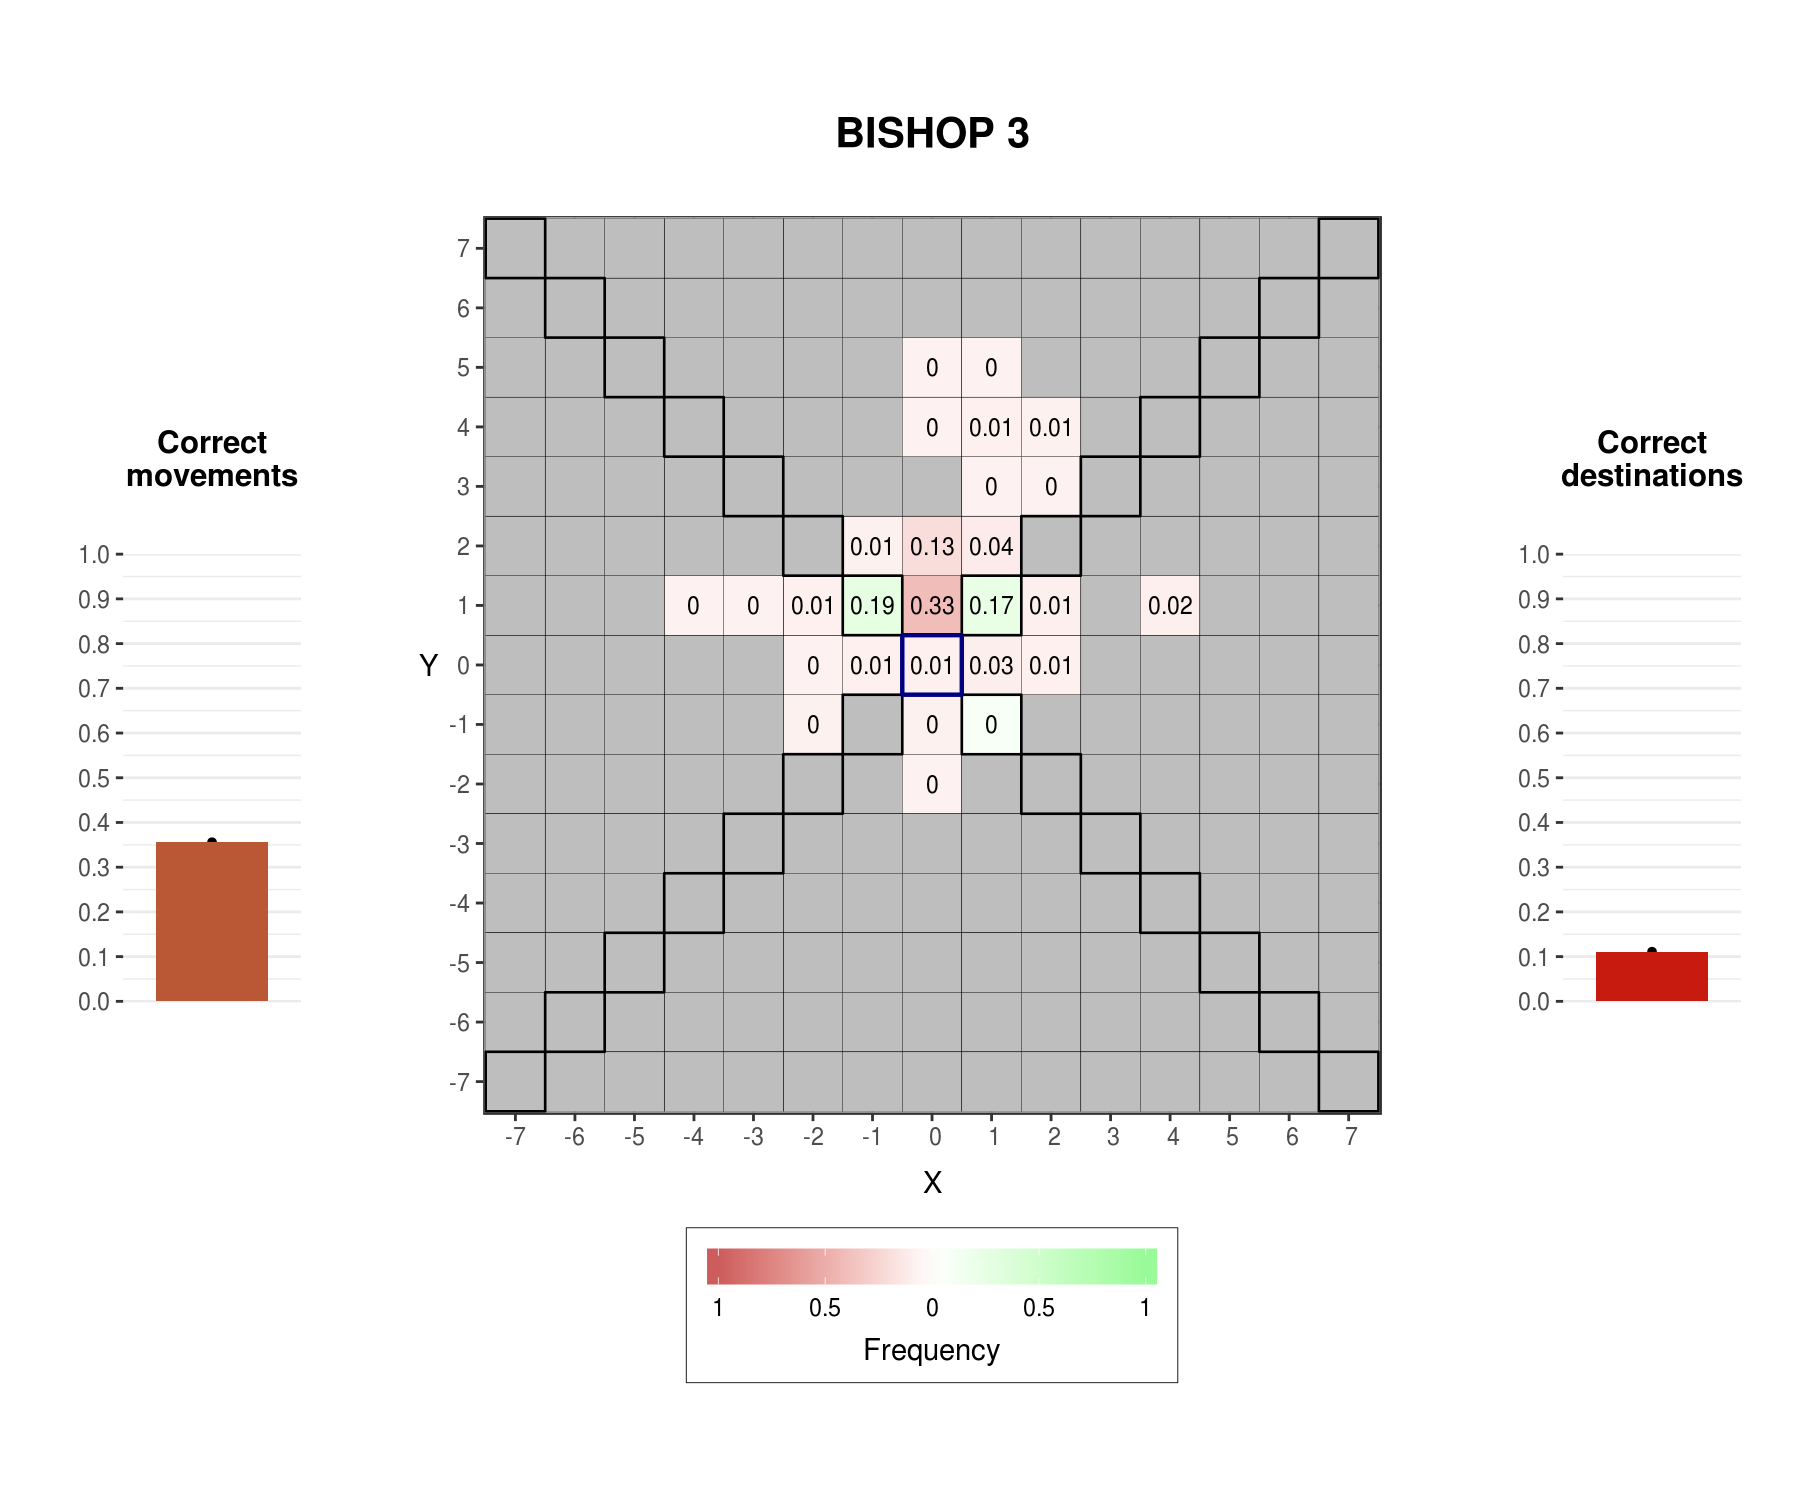 BISHOP 3
Correct
movements
1.0
0.9
0.8
0.7
0.6
0.5
0.4
0.3
0.2
0.1
0.0
Y
7
6
5 0 0
4 0 0.01 0.01
3 0 0
2 0.01 0.13 0.04
1 0 0 0.01 0.19 0.33 0.17 0.01 0.02
0 0 0.01 0.01 0.03 0.01
-1 0 0 0
-2 0
-3
-4
-5
-6
-7
-7 -6 -5 -4 -3 -2 -1 0 1 2 3 4 5 6 7
X
1 0.5 0 0.5 1
Frequency
Correct
destinations
1.0
0.9
0.8
0.7
0.6
0.5
0.4
0.3
0.2
0.1
0.0